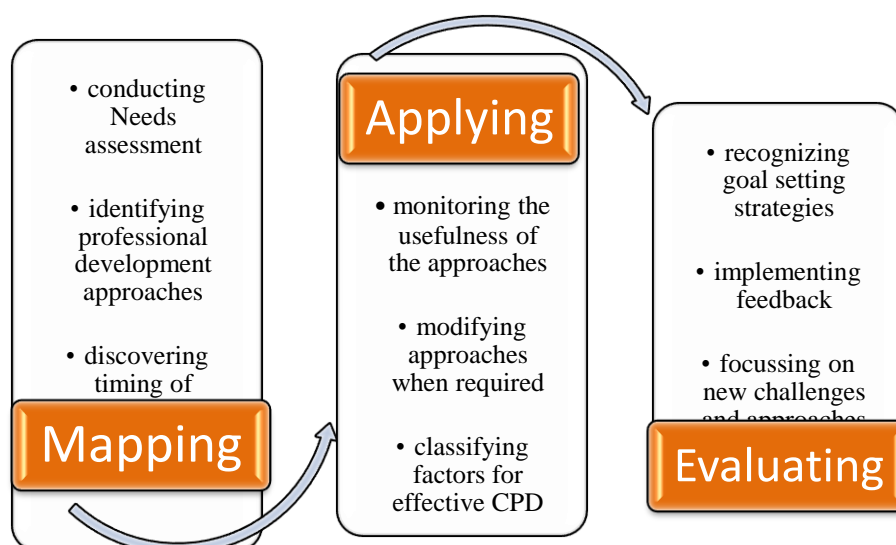 • conducting
Needs
assessment
• identifying
professional
development
approaches
• discovering
timing of
Mapping
Applying
• monitoring the
usefulness of
the approaches
• modifying
approaches
when required
• classifying
factors for
effective CPD
• recognizing
goal setting
strategies
• implementing
feedback
• focussing on
new challenges
and approaches
Evaluating